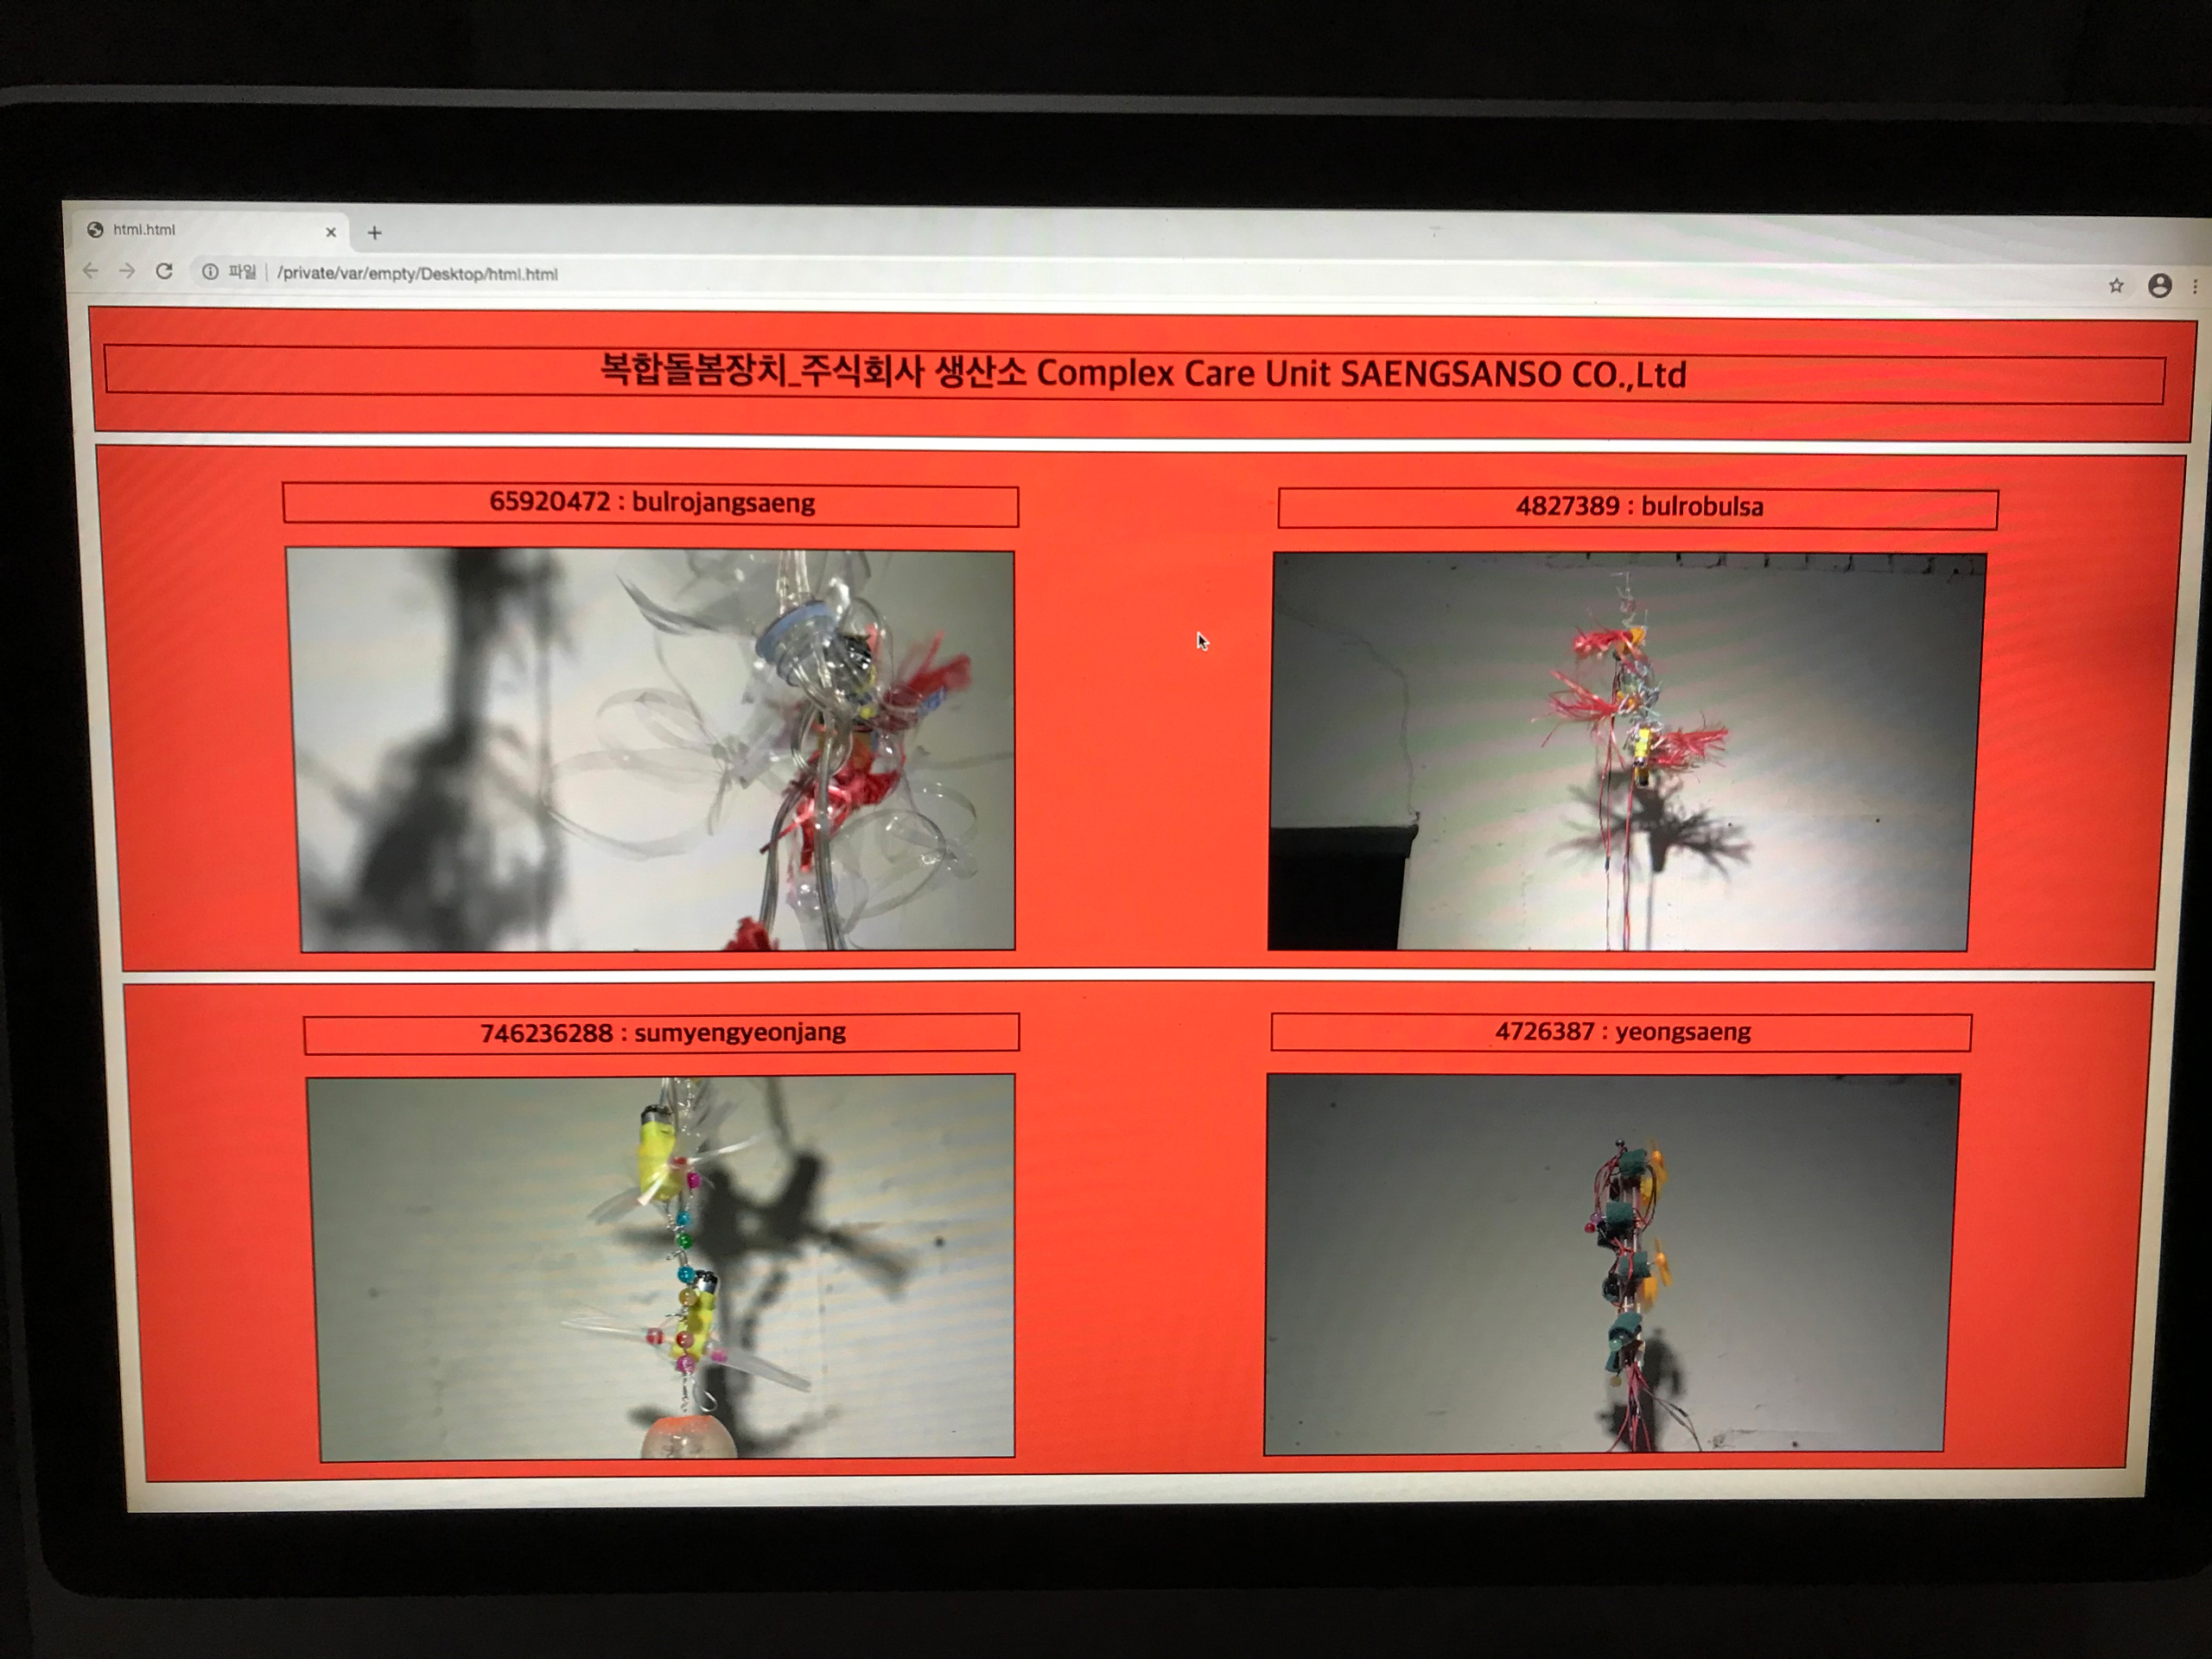 html.html
파일 /private/var/empty/Desktop/html.html
복합돌봄장치_주식회사 생산소 Complex Care Unit SAENGSANSO CO.,Ltd
65920472 : bulrojangsaeng
4827389 : bulrobulsa
746236288 : sumyengyeonjang
4726387 : yeongsaeng